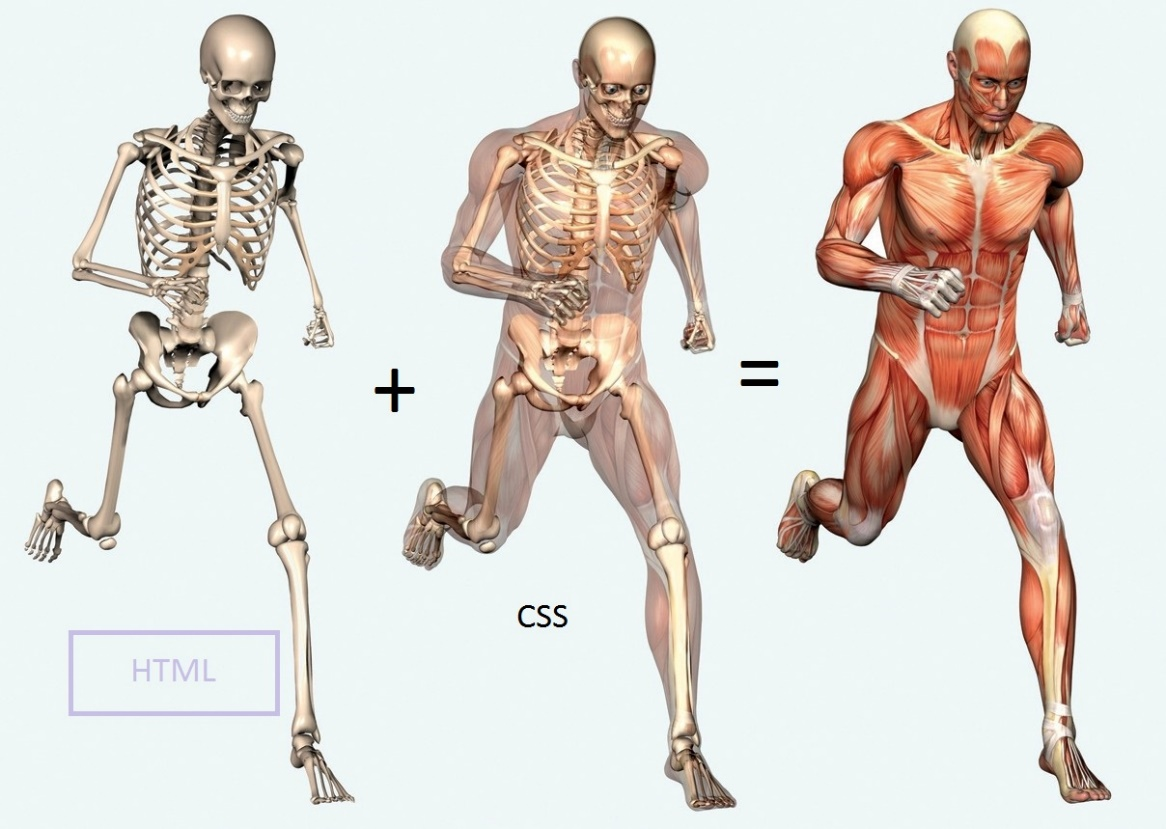 +
=
CSS
HTML